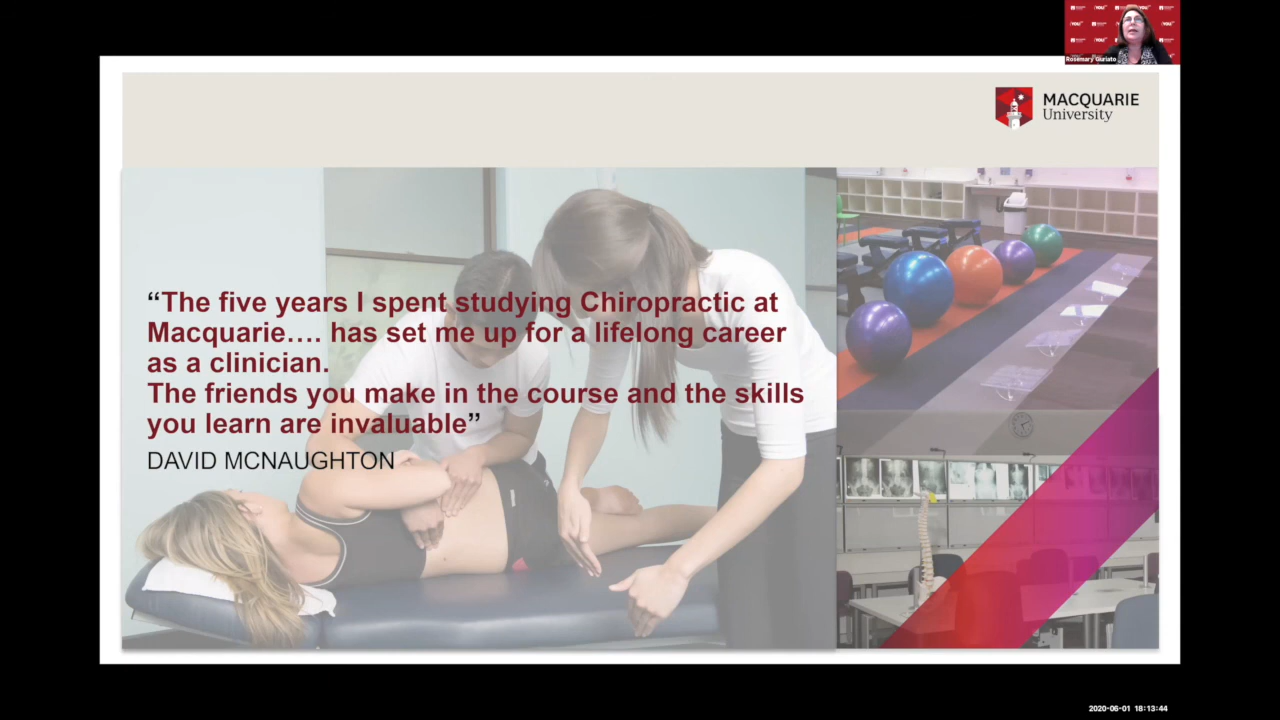 Rosemary Giuriato
MACQUARIE
University
“The five years I spent studying Chiropractic at
Macquarie…. has set me up for a lifelong career
as a clinician.
The friends you make in the course and the skills
you learn are invaluable”
DAVID MCNAUGHTON
2020-06-01 18:13:44